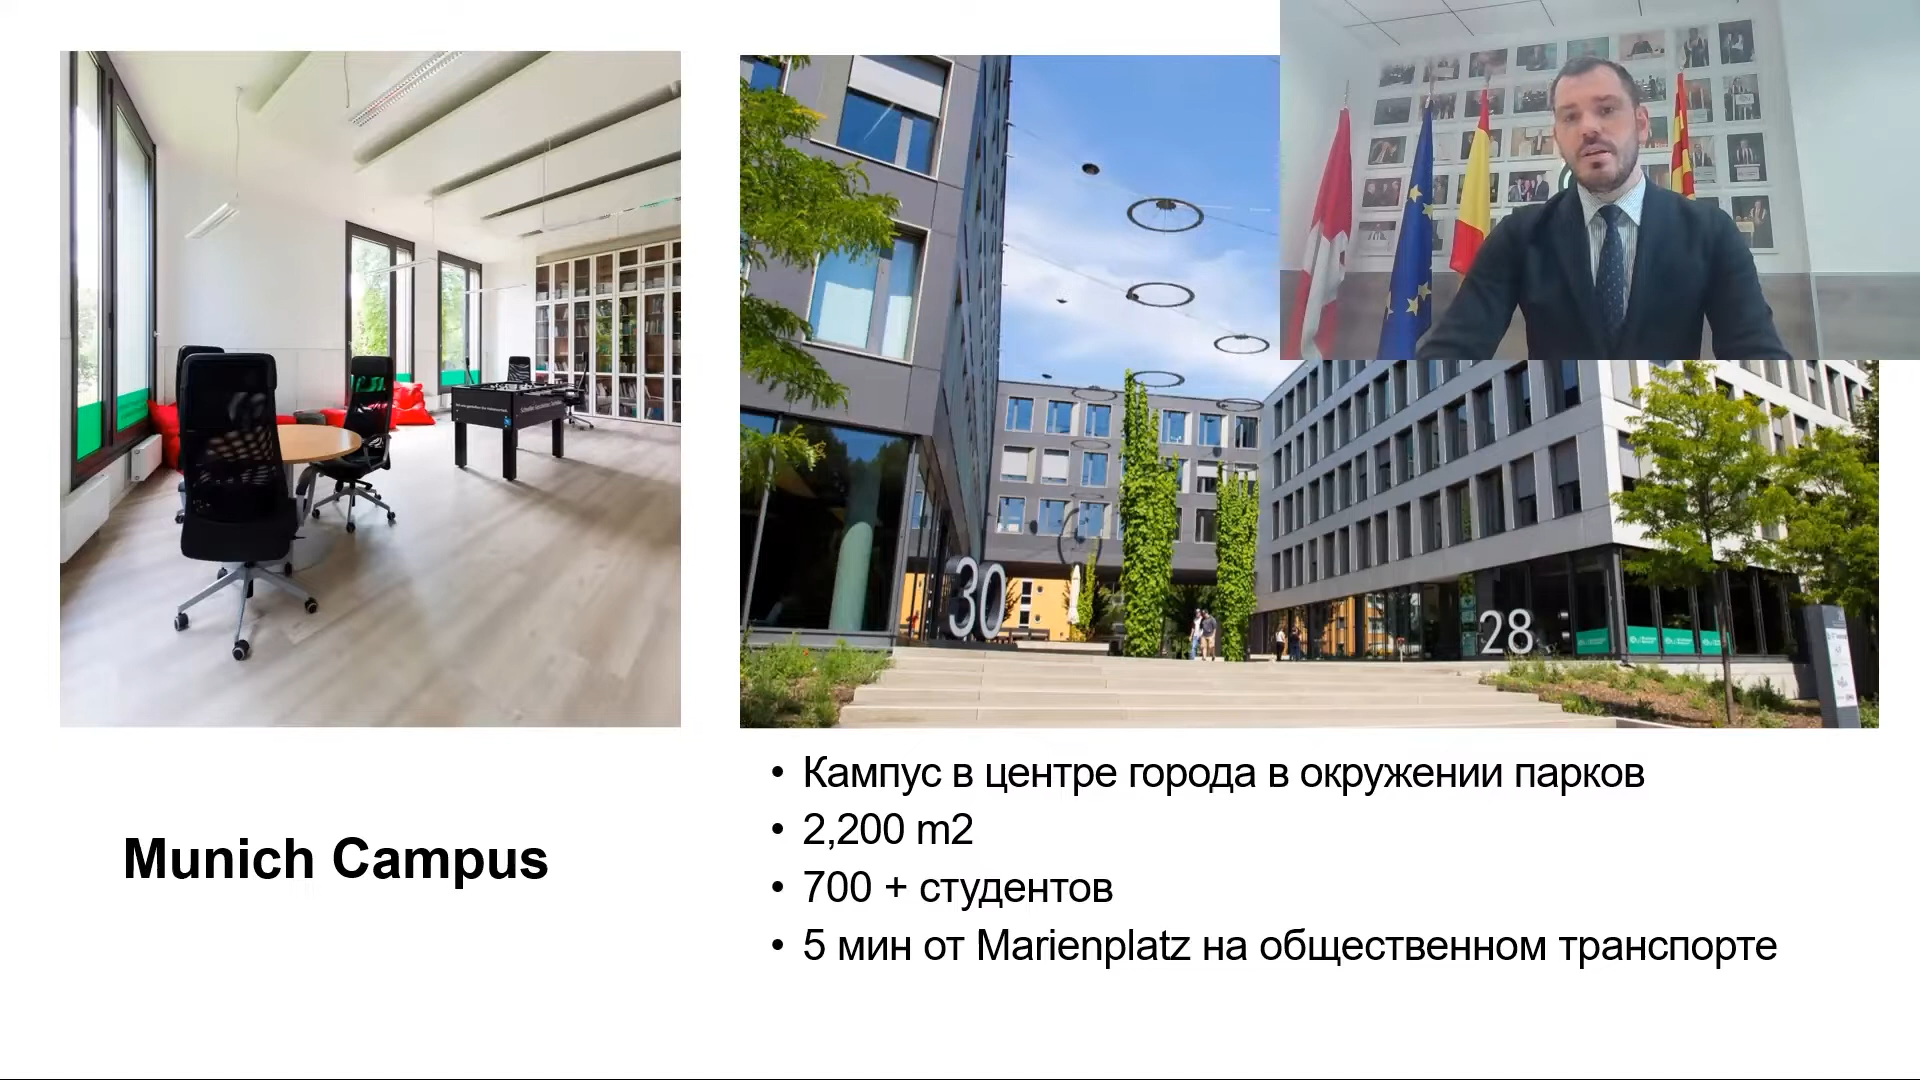 30
28
Munich Campus
• Кампус в центре города в окружении парков
• 2,200 m2
• 700 + студентов
• 5 мин от Marienplatz на общественном транспорте